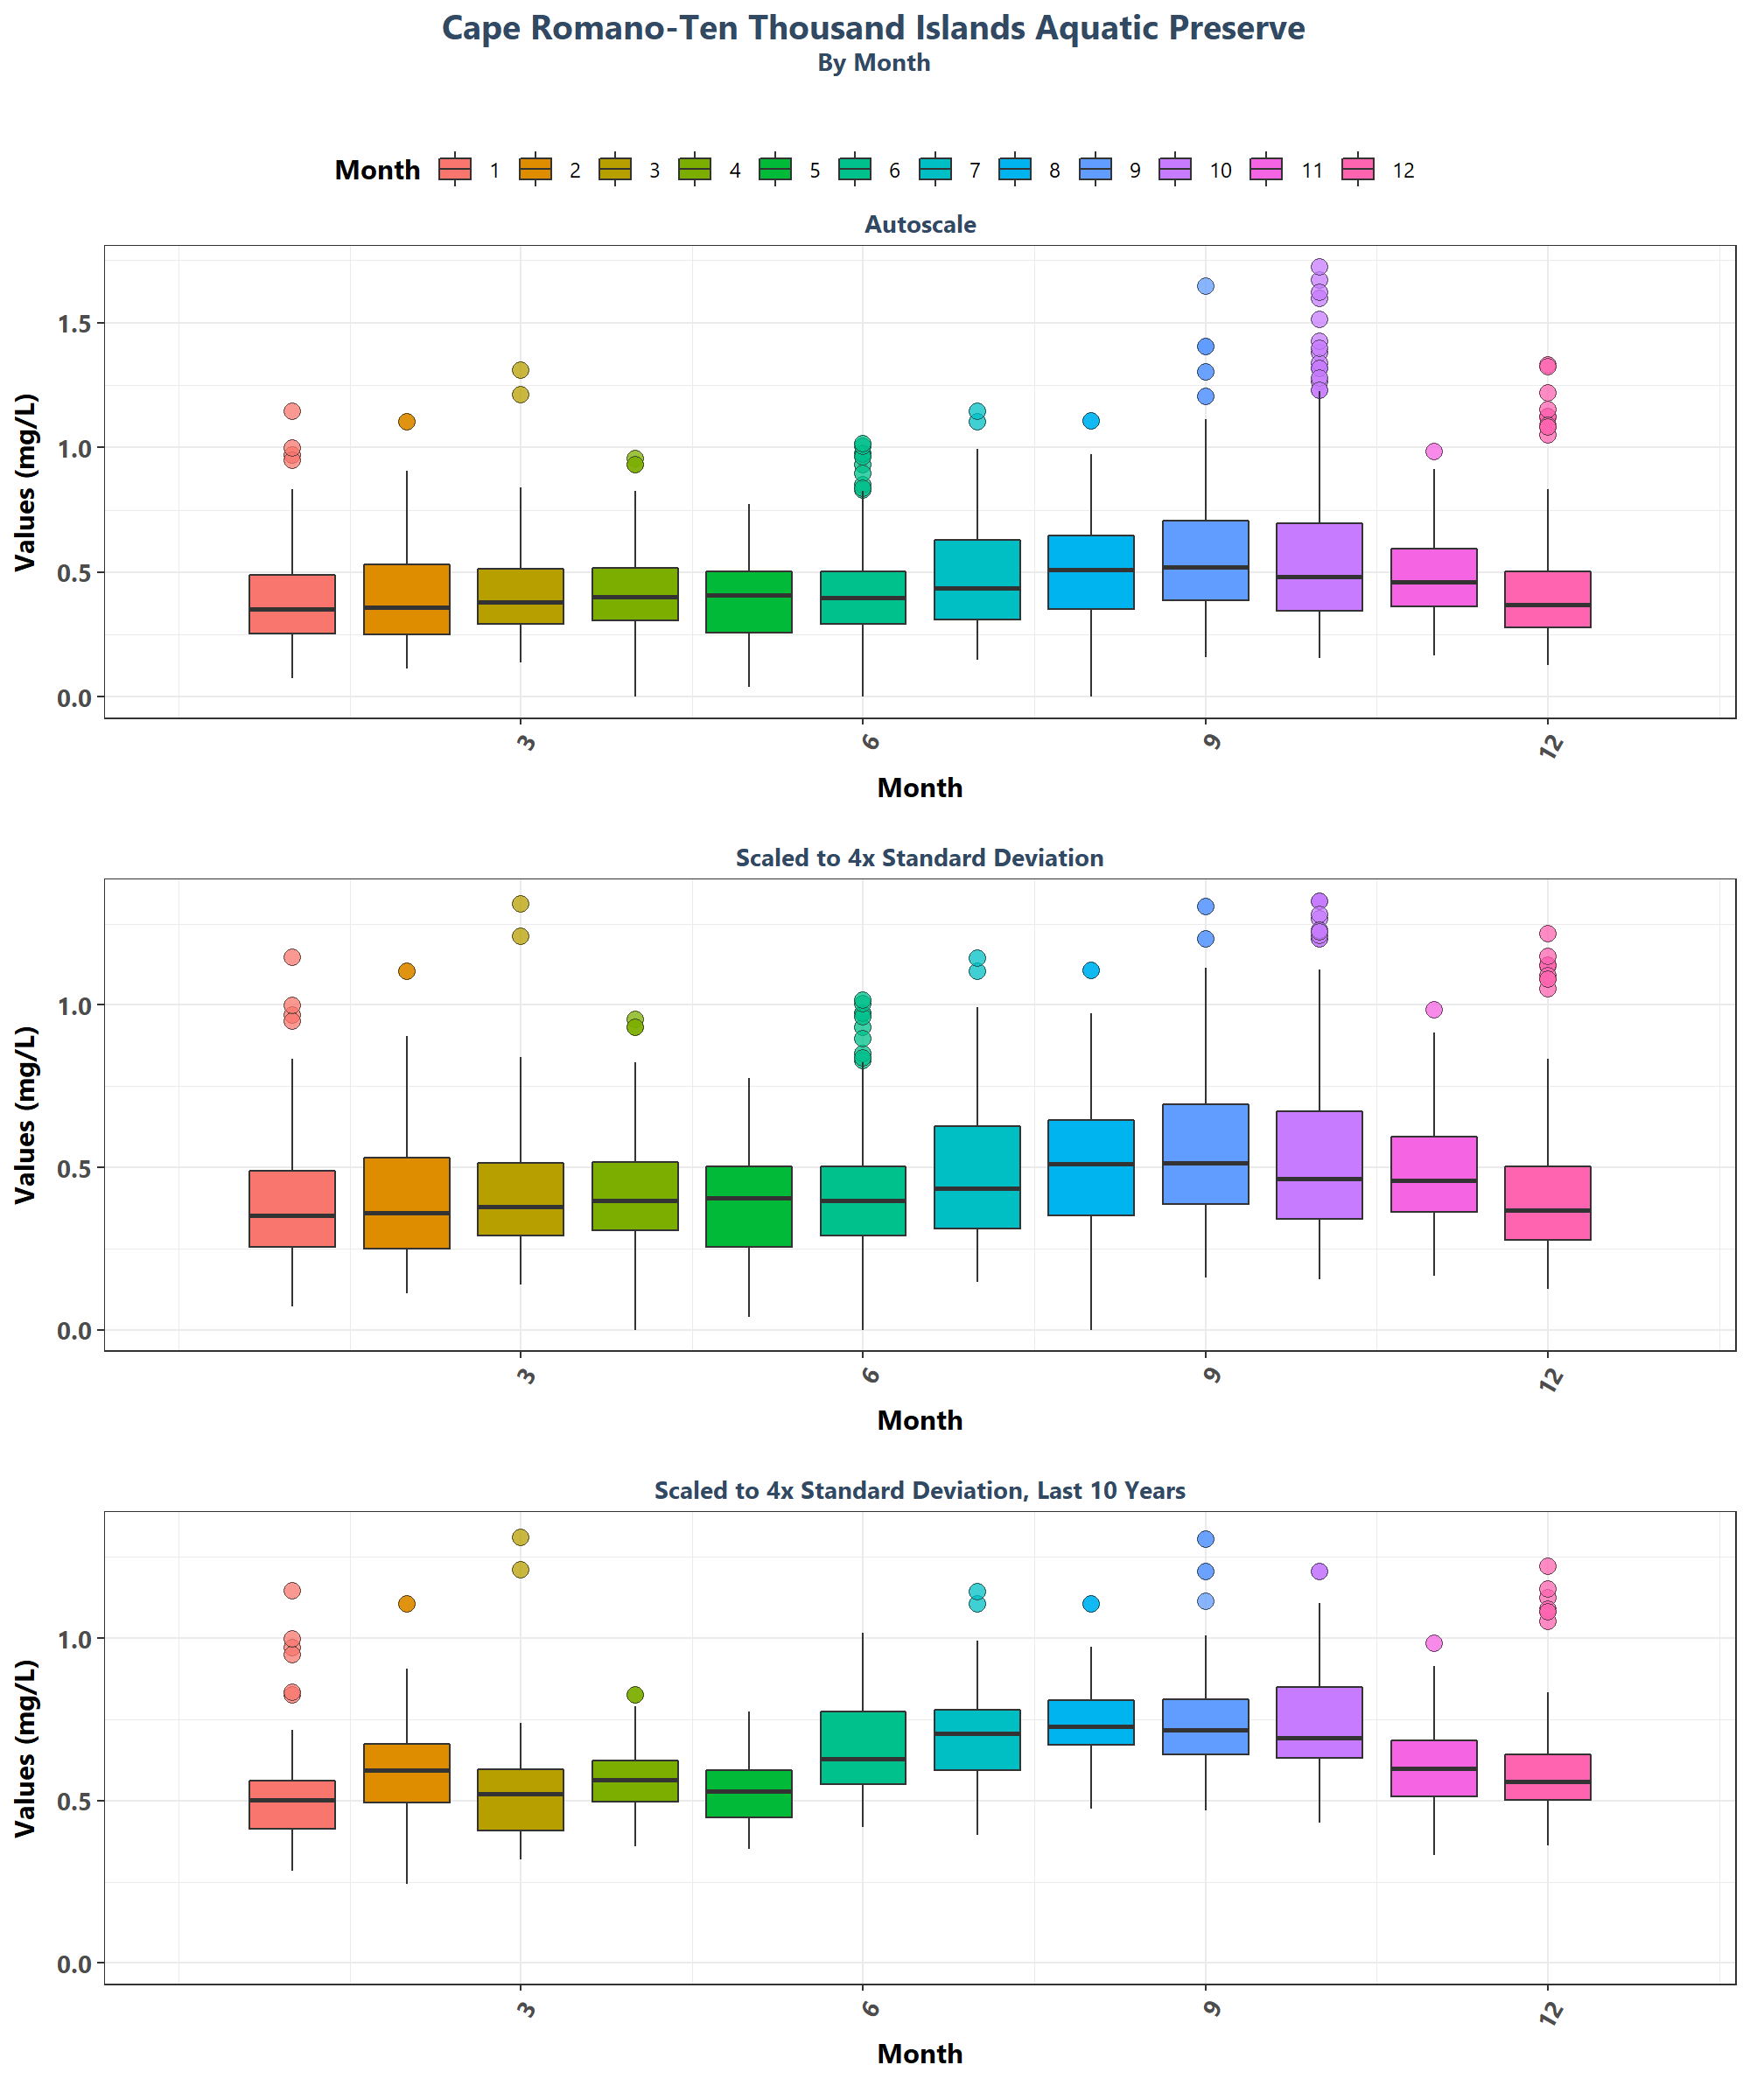 Cape Romano-Ten Thousand Islands Aquatic Preserve
By Month
Month 1 2 3 4 5 6 7 8 9 10 11 12
Autoscale
Values (mg/L)
1.5
1.0
0.5
0.0
3 6 9 12
Month
Scaled to 4x Standard Deviation
Values (mg/L)
1.0
0.5
0.0
3 6 9 12
Month
Scaled to 4x Standard Deviation, Last 10 Years
Values (mg/L)
1.0
0.5
0.0
3 6 9 12
Month